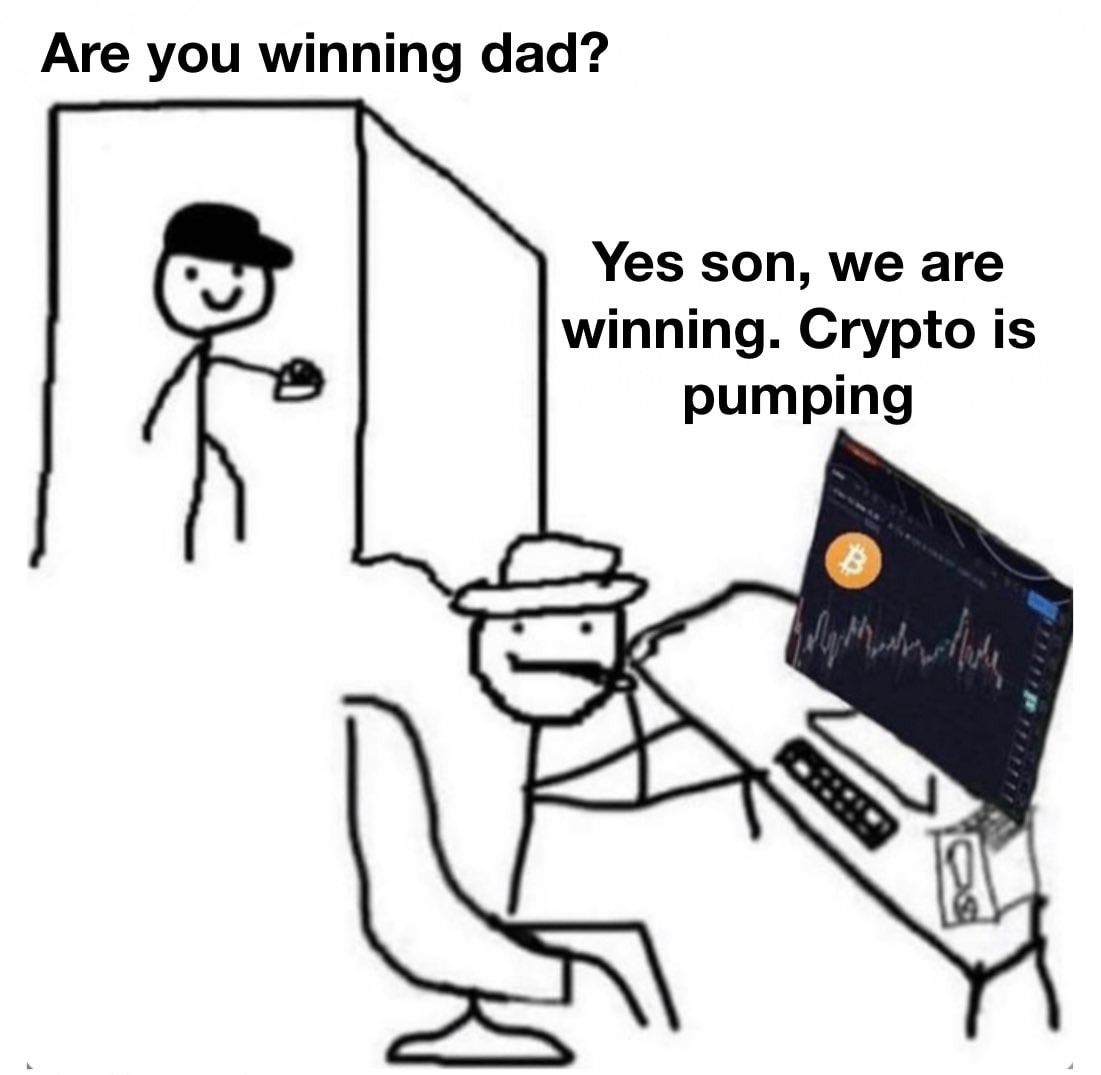 Are you winning dad?
Yes son, we are
winning. Crypto is
pumping